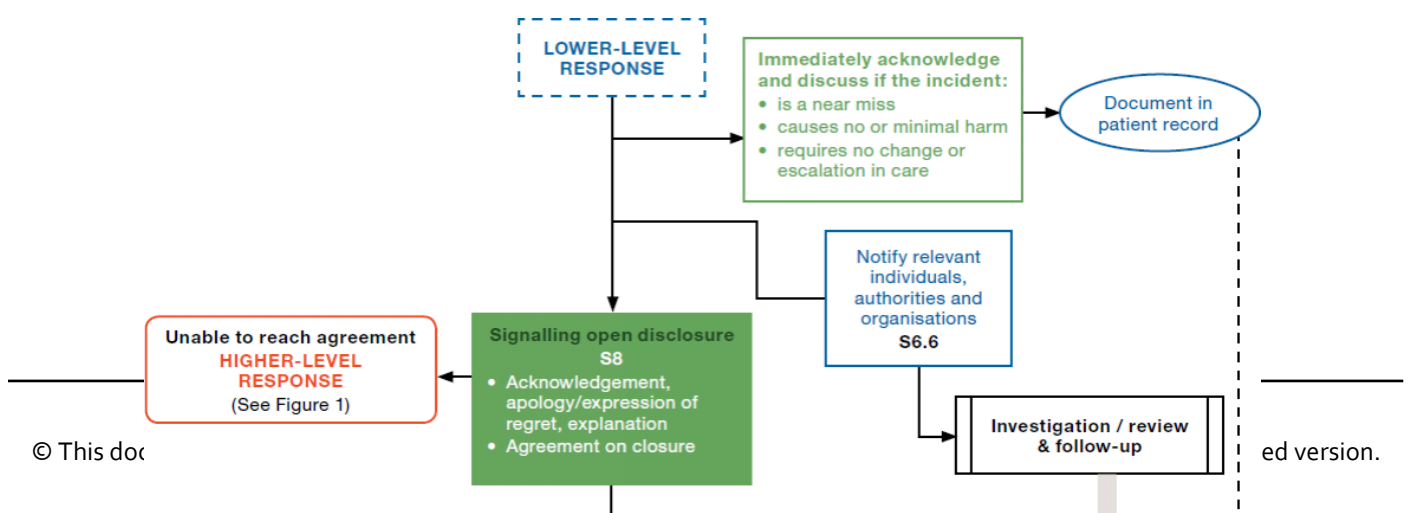 LOWER-LEVEL
RESPONSE
Immediately acknowledge
and discuss if the incident:
• is a near miss
• causes no or minimal harm
• requires no change or
escalation in care
Document in
patient record
Notify relevant
individuals,
authorities and
organisations
S6.6
Unable to reach agreement
HIGHER-LEVEL
RESPONSE
(See Figure 1)
Signalling open disclosure
S8
• Acknowledgement,
apology/expression of
regret, explanation
• Agreement on closure
Investigation / review
& follow-up
© This doc
ed version.